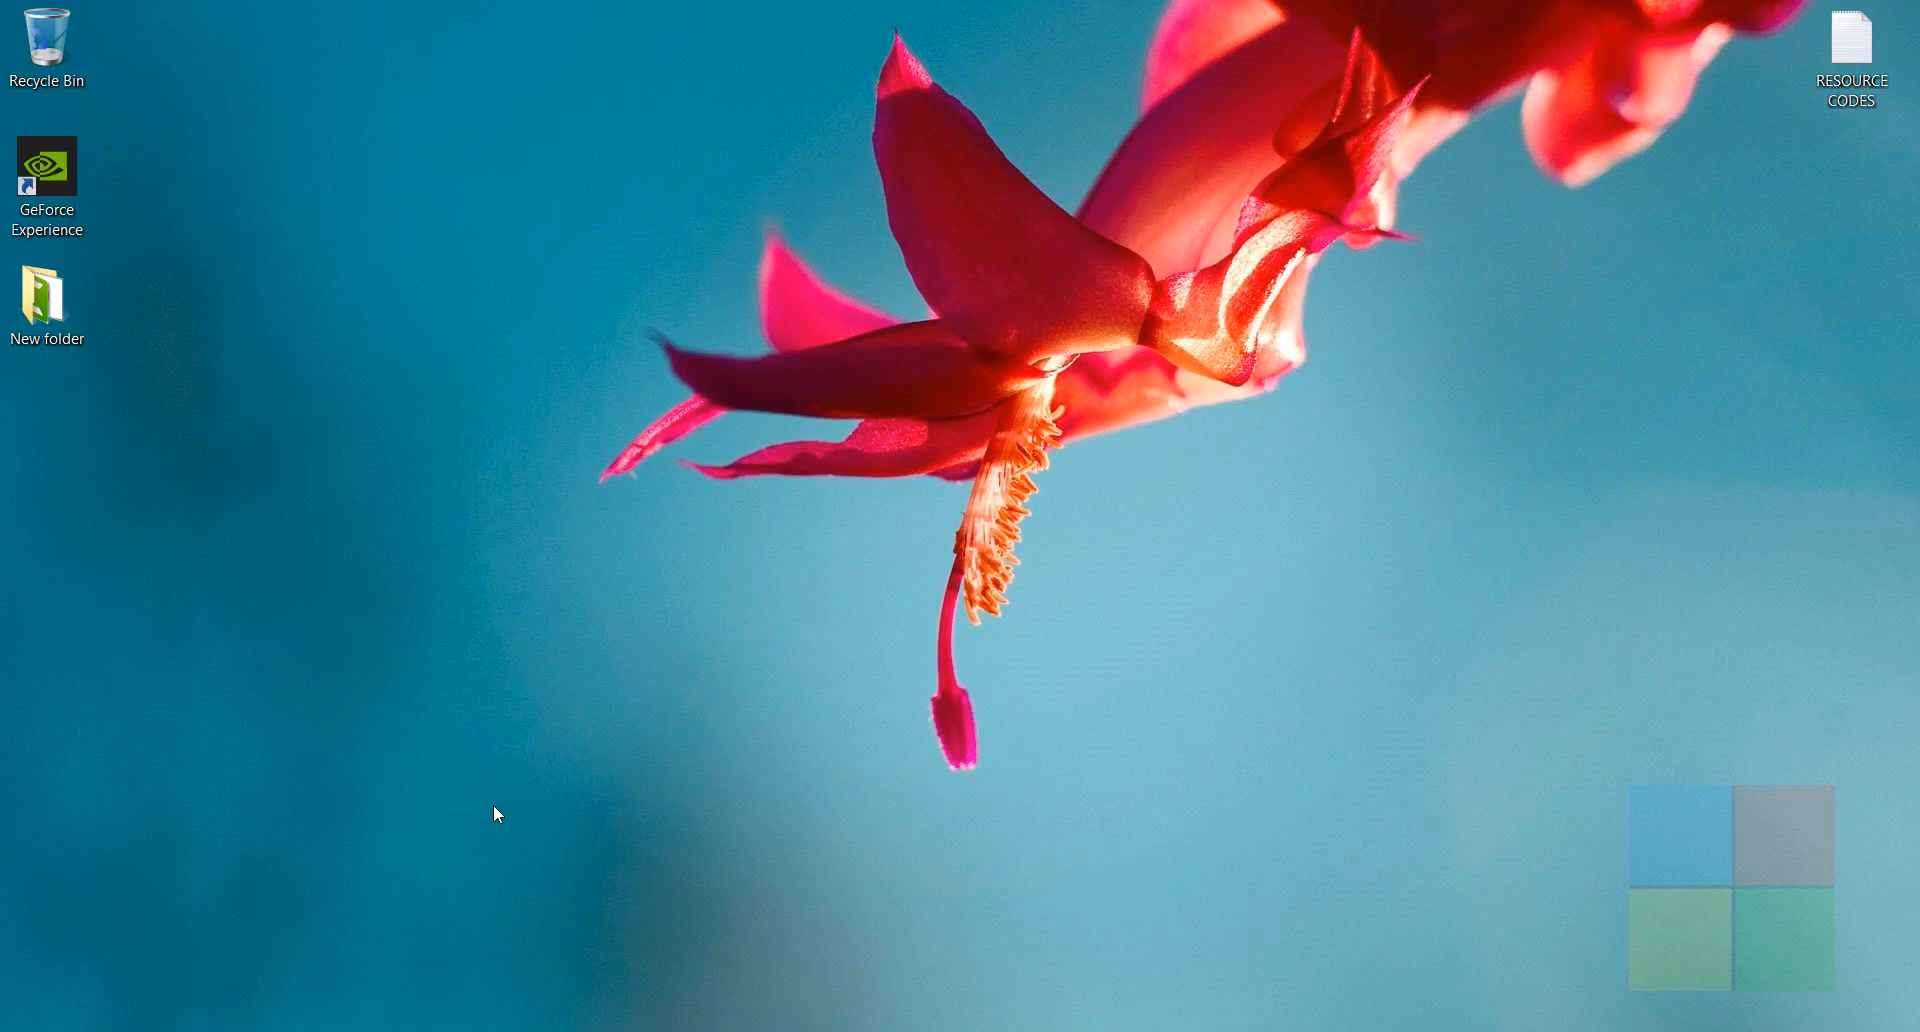 Recycle Bin
GeForce
Experience
New folder
RESOURCE
CODES